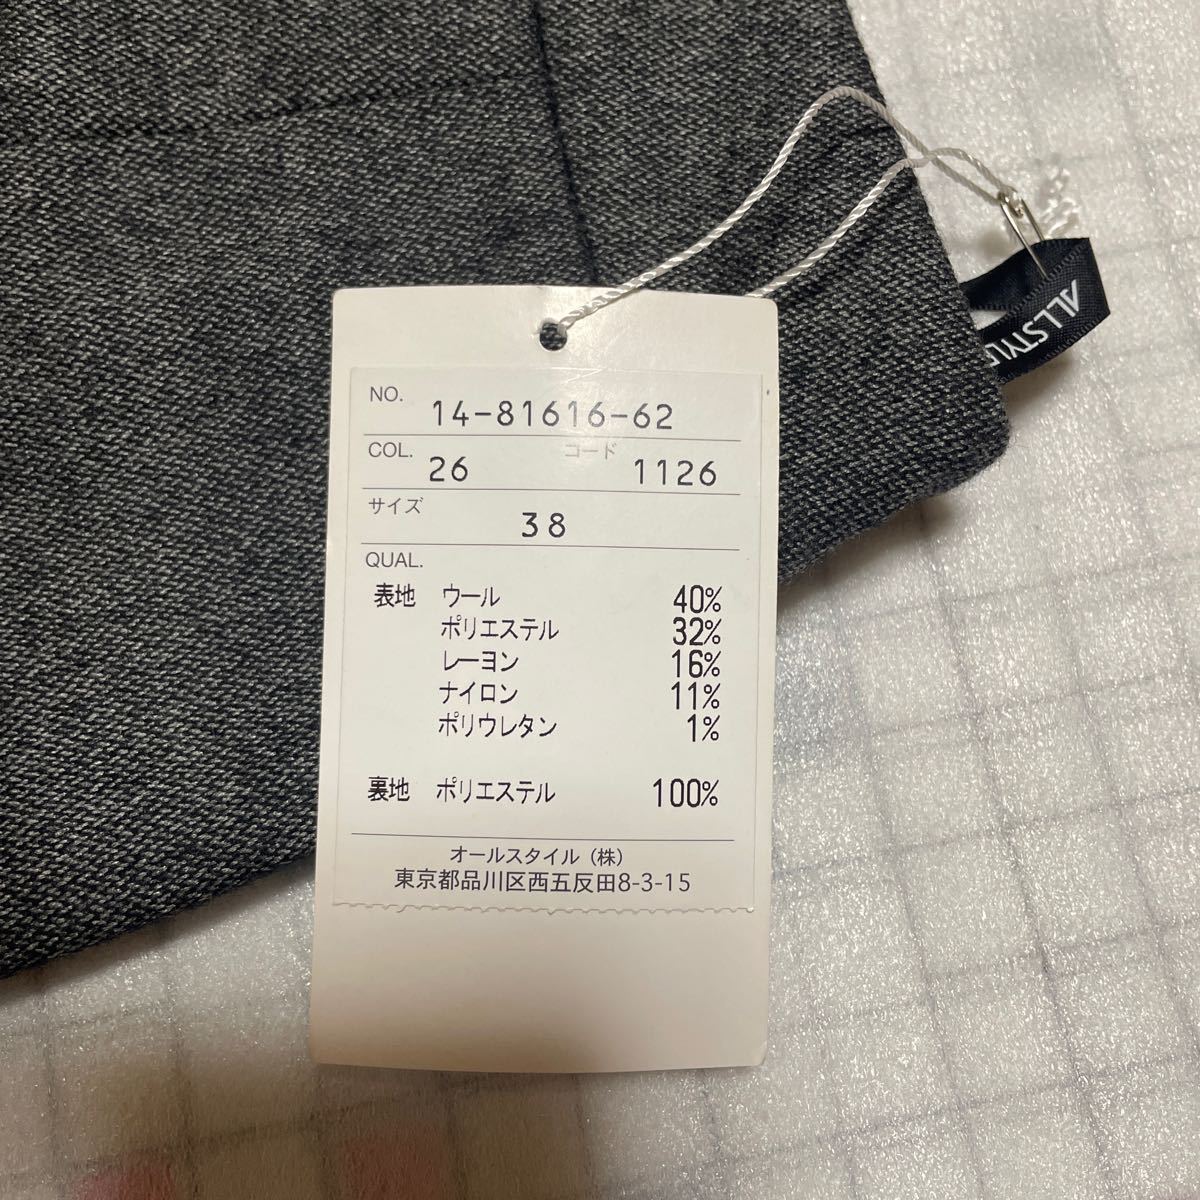 ALLSTYLE
NO. 14-81616-62
COL. 26 コード 1126
サイズ 38
QUAL.
表地 ウール 40%
ポリエステル 32%
レーヨン 16%
ナイロン 11%
ポリウレタン 1%
裏地 ポリエステル 100%
オールスタイル（株）
東京都品川区西五反田8-3-15